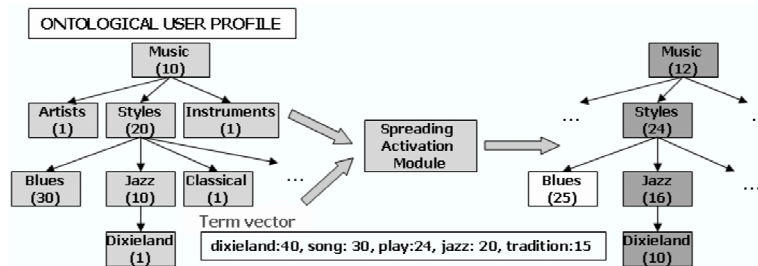 ONTOLOGICAL USER PROFILE
Music
(10)
Artists
(1)
Styles
(20)
Instruments
(1)
Blues
(30)
Jazz
(10)
Classical
(1)
...
Dixieland
(1)
Term vector
dixieland:40, song: 30, play:24, jazz: 20, tradition:15
Spreading
Activation
Module
Music
(12)
...
Styles
(24)
...
Blues
(25)
Jazz
(16)
...
Dixieland
(10)